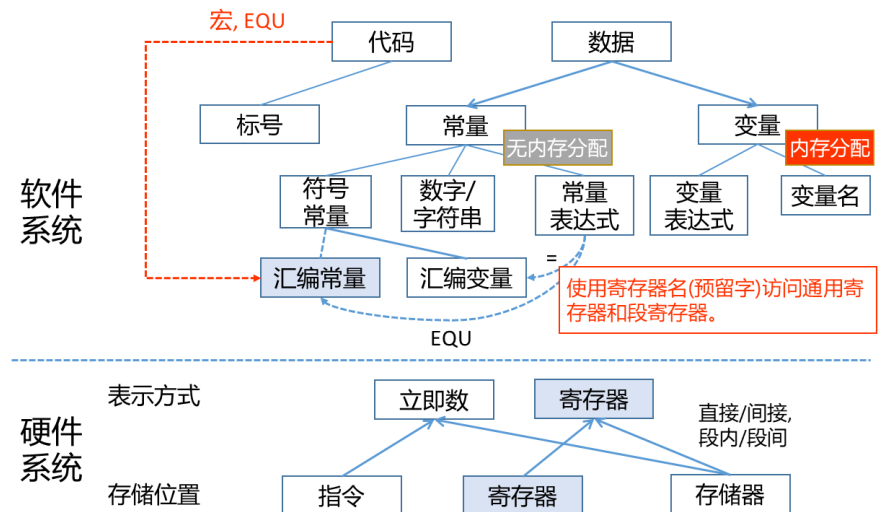 宏, EQU
代码
数据
标号
常量
变量
无内存分配
内存分配
软件
系统
符号
常量
数字/
字符串
常量
表达式
变量
表达式
变量名
汇编常量
汇编变量
=
使用寄存器名(预留字)访问通用寄
存器和段寄存器。
EQU
硬件
系统
表示方式
立即数
寄存器
直接/间接,
段内/段间
存储位置
指令
寄存器
存储器